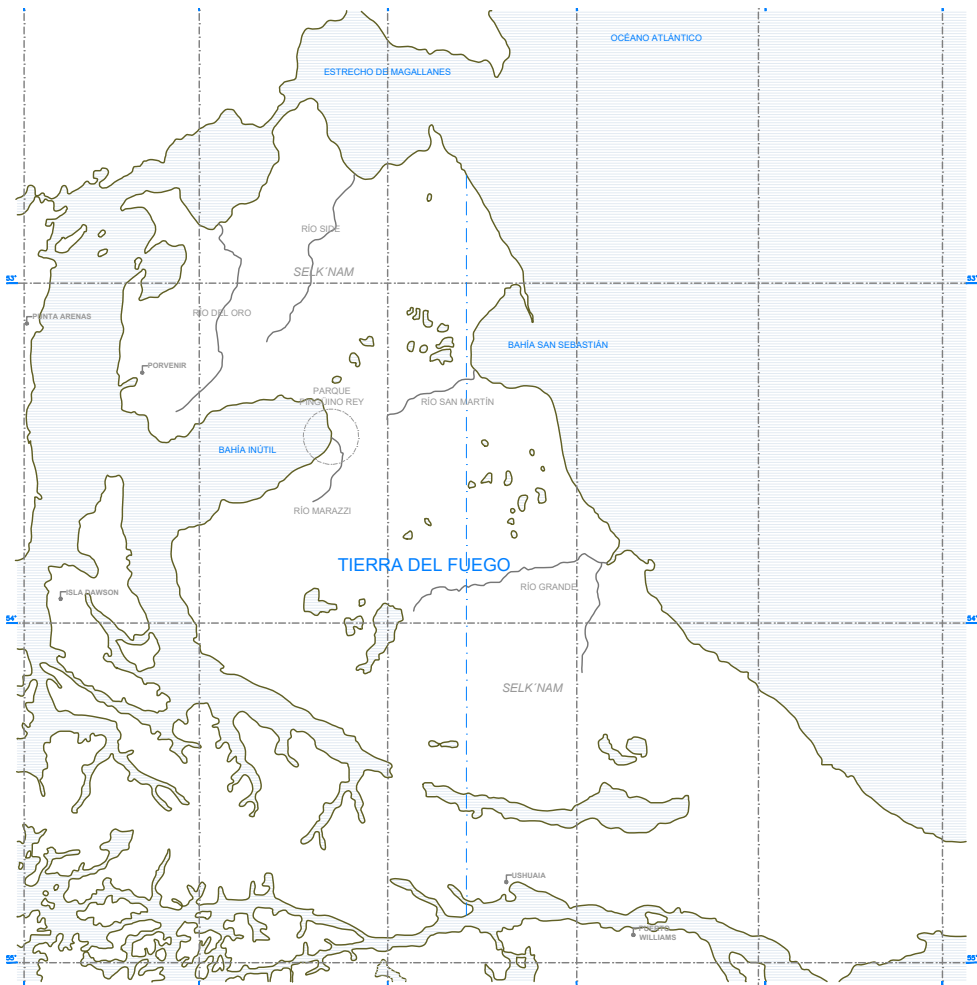 OCÉANO ATLÁNTICO
ESTRECHO DE MAGALLANES
RÍO SIDE
SELK´NAM
53°
53°
RÍO DEL ORO
PUNTA ARENAS
BAHÍA SAN SEBASTIÁN
PORVENIR
PARQUE
PINGÜINO REY
RÍO SAN MARTÍN
BAHÍA INÚTIL
RÍO MARAZZI
TIERRA DEL FUEGO
RÍO GRANDE
ISLA DAWSON
54°
54°
SELK´NAM
USHUAIA
PUERTO
WILLIAMS
55°
55°